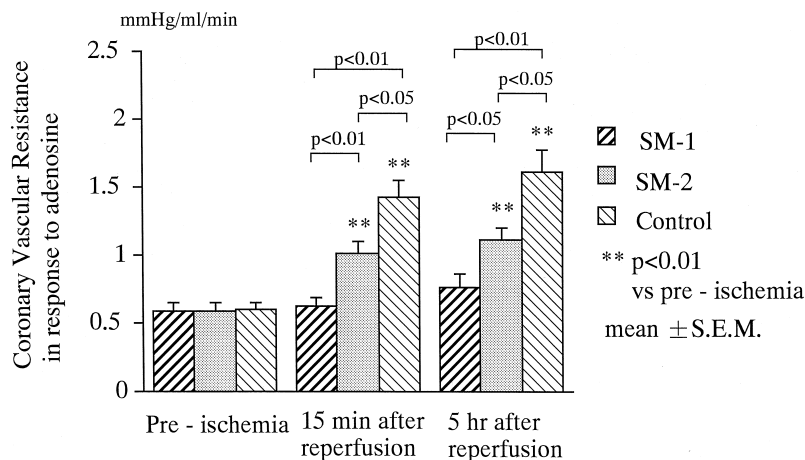 mmHg/ml/min
Coronary Vascular Resistance
in response to adenosine
2.5
2
1.5
1
0.5
0
p<0.01
p<0.05
p<0.01
**
**
p<0.01
p<0.05
p<0.05
**
**
SM-1
SM-2
Control
** p<0.01
vs pre - ischemia
mean ±S.E.M.
Pre - ischemia
15 min after
reperfusion
5 hr after
reperfusion